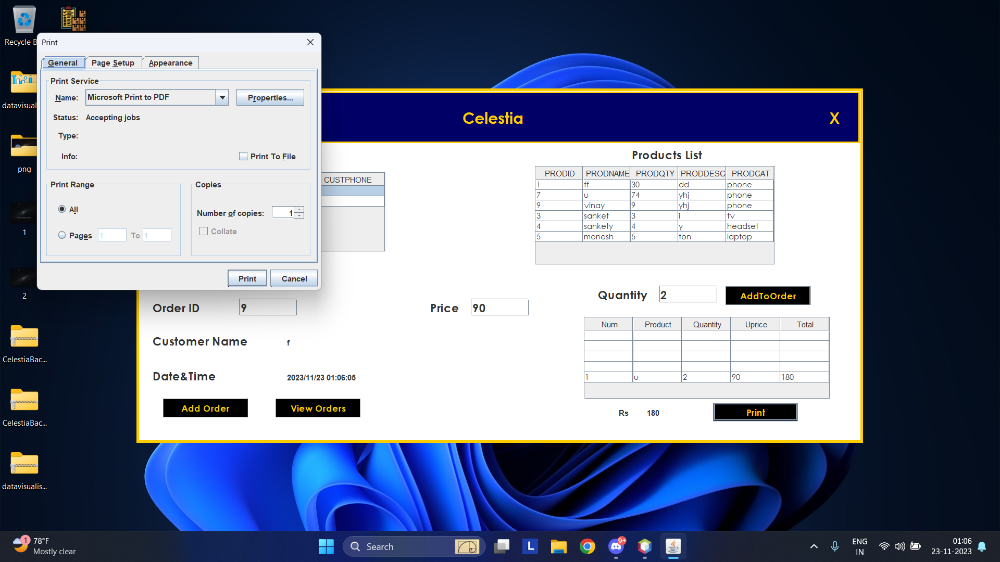 Recycle B
datavisual
png
1
2
CelestiaBac...
CelestiaBac...
datavisualis...
Print
General
Page Setup
Appearance
Print Service
Name:
Microsoft Print to PDF
Properties...
Status:
Accepting jobs
Type:
Info:
Print To File
Print Range
All
Pages
1
To
1
Copies
Number of copies:
1
Collate
Print
Cancel
Celestia
X
CUSTPHONE
Products List
PRODID PRODNAME PRODQTY PRODDESC PRODCAT
1 ff 30 dd phone
7 u 74 yhj phone
9 vinay 9 yhj phone
3 sanket 3 i tv
4 sankety 4 y headset
5 monesh 5 ton laptop
Quantity
2
AddToOrder
Order ID
9
Price
90
Customer Name
f
Date&Time
2023/11/23 01:06:05
Add Order
View Orders
Num Product Quantity Uprice Total
1 u 2 90 180
Rs 180
Print
1
78°F
Mostly clear
Search
L
9+
ENG
IN
01:06
23-11-2023